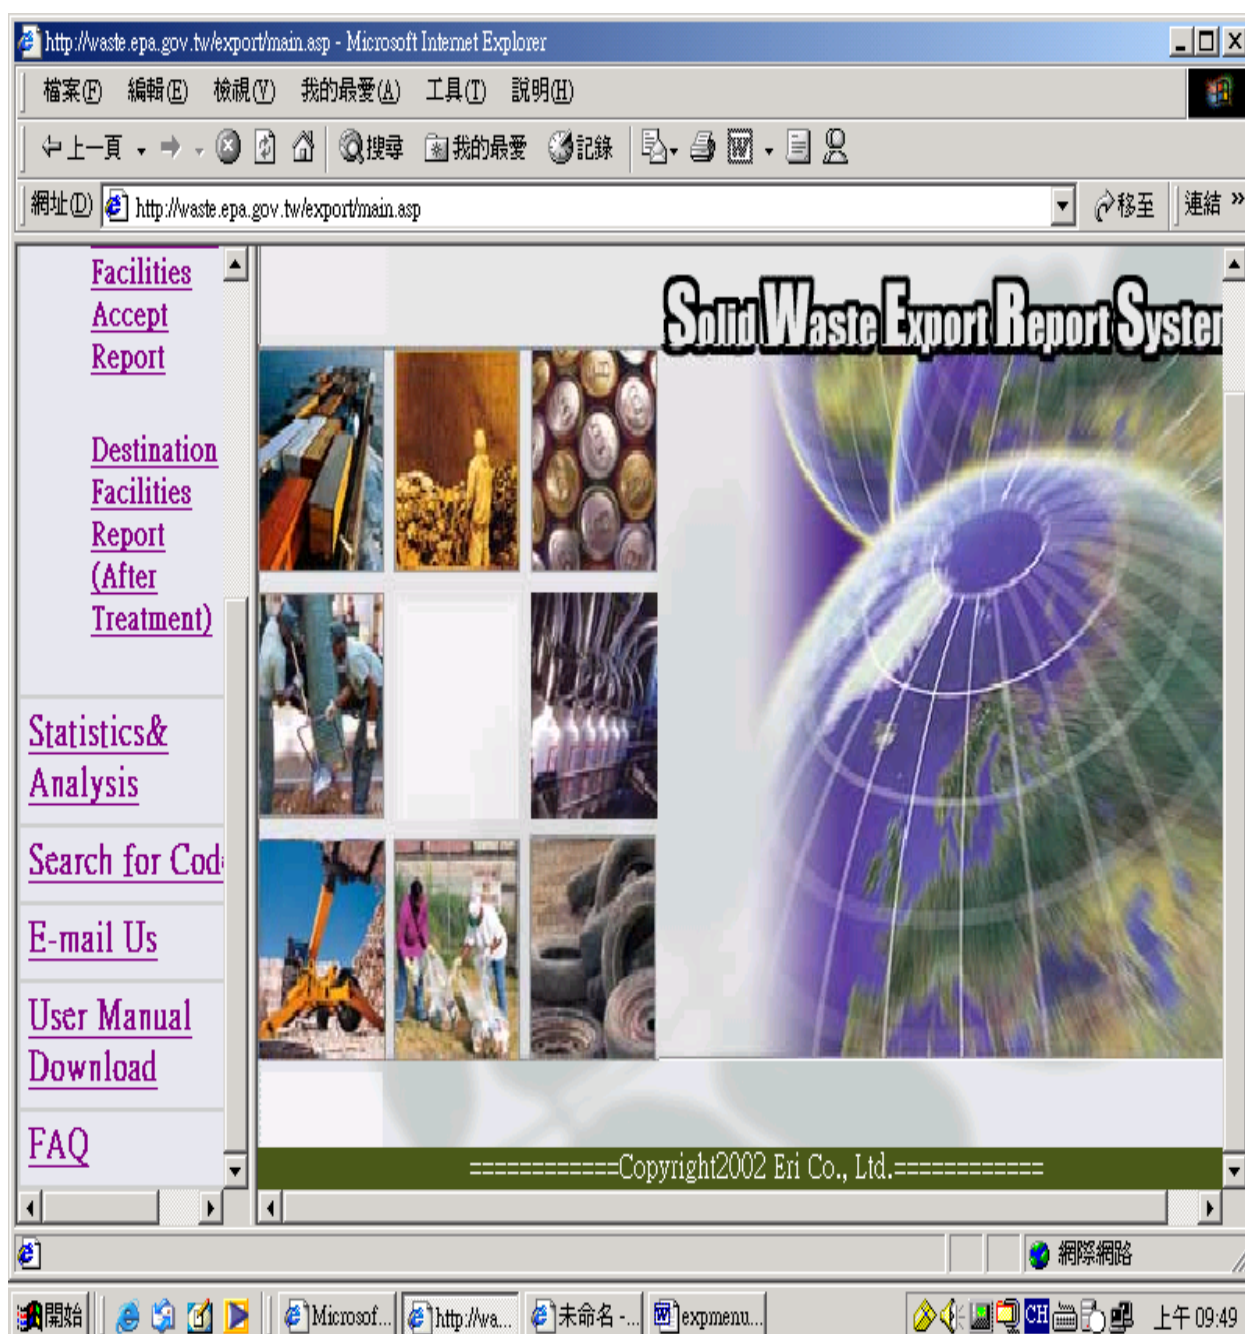 http://waste.epa.gov.tw/export/main.asp - Microsoft Internet Explorer
檔案(F) 編輯(E) 檢視(V) 我的最愛(A) 工具(T) 說明(H)
上一頁 搜尋 我的最愛 記錄
網址(D) http://waste.epa.gov.tw/export/main.asp 移至 連結 »
Facilities
Accept
Report
Destination
Facilities
Report
(After
Treatment)
Statistics&
Analysis
Search for Cod
E-mail Us
User Manual
Download
FAQ
Solid Waste Export Report System
============Copyright2002 Eri Co., Ltd.============
網際網路
開始 Microsof... http://wa... 未命名 -... expmenu... CH 上午 09:49